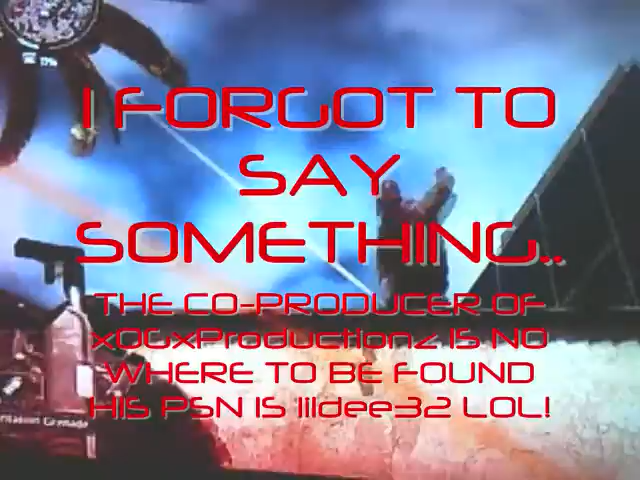 I FORGOT TO
SAY
SOMETHING..
THE CO-PRODUCER OF
xOGxProductionz IS NO
WHERE TO BE FOUND
HIS PSN IS lildee32 LOL!
Grenade